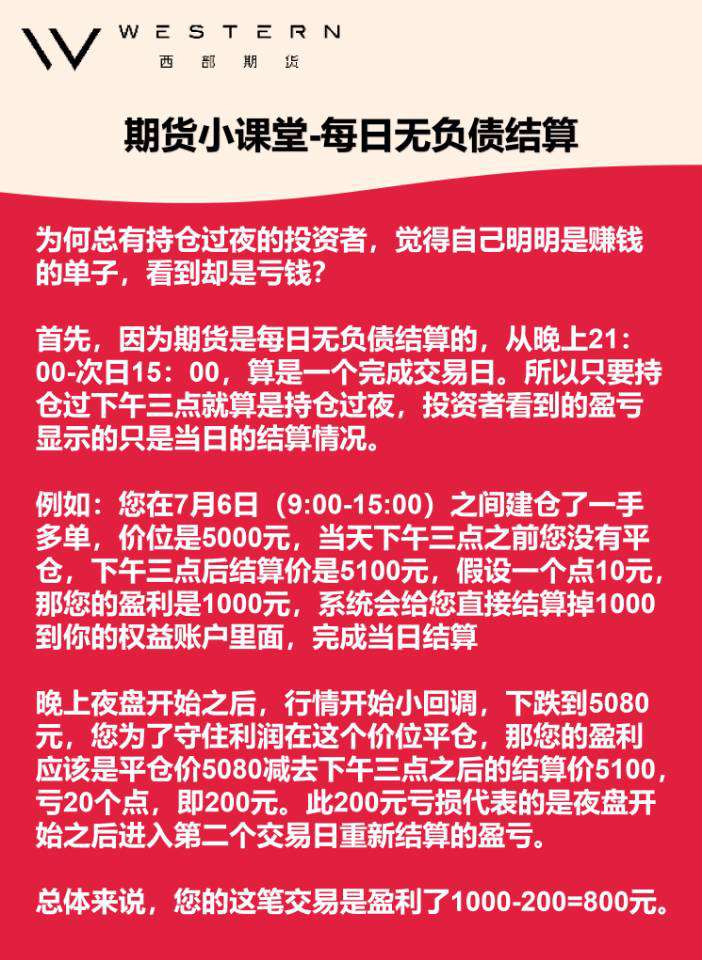 WESTERN
西部期货
期货小课堂-每日无负债结算
为何总有持仓过夜的投资者，觉得自己明明是赚钱
的单子，看到却是亏钱？
首先，因为期货是每日无负债结算的，从晚上21：
00-次日15：00，算是一个完成交易日。所以只要持
仓过下午三点就算是持仓过夜，投资者看到的盈亏
显示的只是当日的结算情况。
例如：您在7月6日（9:00-15:00）之间建仓了一手
多单，价位是5000元，当天下午三点之前您没有平
仓，下午三点后结算价是5100元，假设一个点10元，
那您的盈利是1000元，系统会给您直接结算掉1000
到你的权益账户里面，完成当日结算
晚上夜盘开始之后，行情开始小回调，下跌到5080
元，您为了守住利润在这个价位平仓，那您的盈利
应该是平仓价5080减去下午三点之后的结算价5100，
亏20个点，即200元。此200元亏损代表的是夜盘开
始之后进入第二个交易日重新结算的盈亏。
总体来说，您的这笔交易是盈利了1000-200=800元。